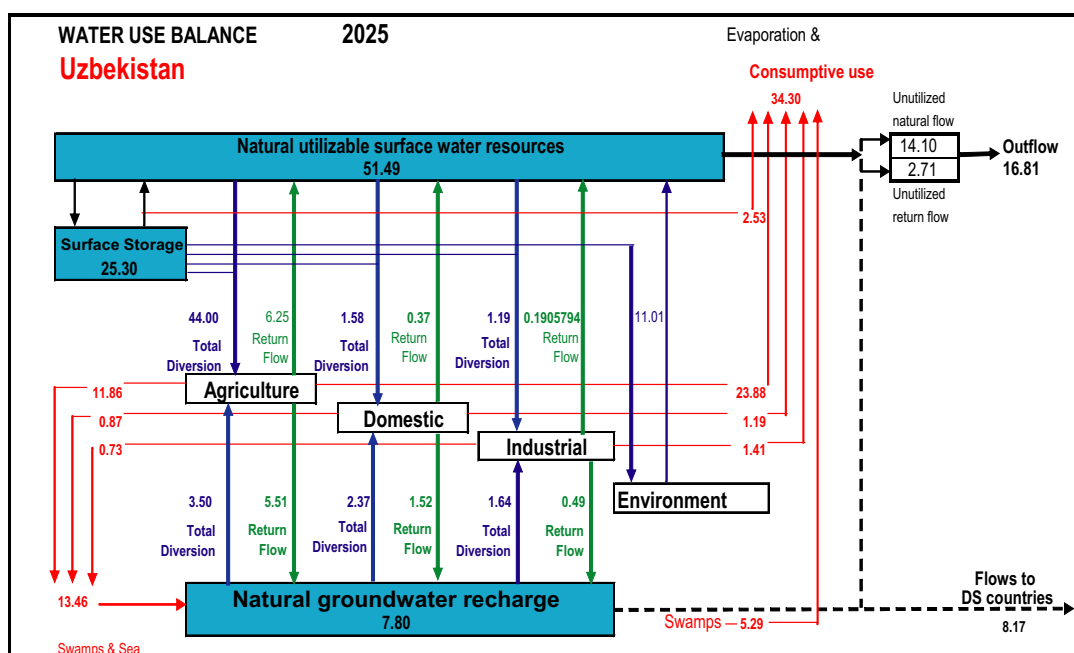 WATER USE BALANCE 2025
Evaporation &
Uzbekistan
Consumptive use
34.30
Unutilized
natural flow
Natural utilizable surface water resources
51.49
14.10
2.71
Outflow
16.81
Unutilized
return flow
2.53
Surface Storage
25.30
44.00
Total
Diversion
6.25
Return
Flow
1.58
Total
Diversion
0.37
Return
Flow
1.19
Total
Diversion
0.1905794
Return
Flow
11.01
11.86
Agriculture
23.88
0.87
Domestic
1.19
0.73
Industrial
1.41
Environment
3.50
Total
Diversion
5.51
Return
Flow
2.37
Total
Diversion
1.52
Return
Flow
1.64
Total
Diversion
0.49
Return
Flow
13.46
Natural groundwater recharge
7.80
Swamps
5.29
Flows to
DS countries
8.17
Swamps & Sea